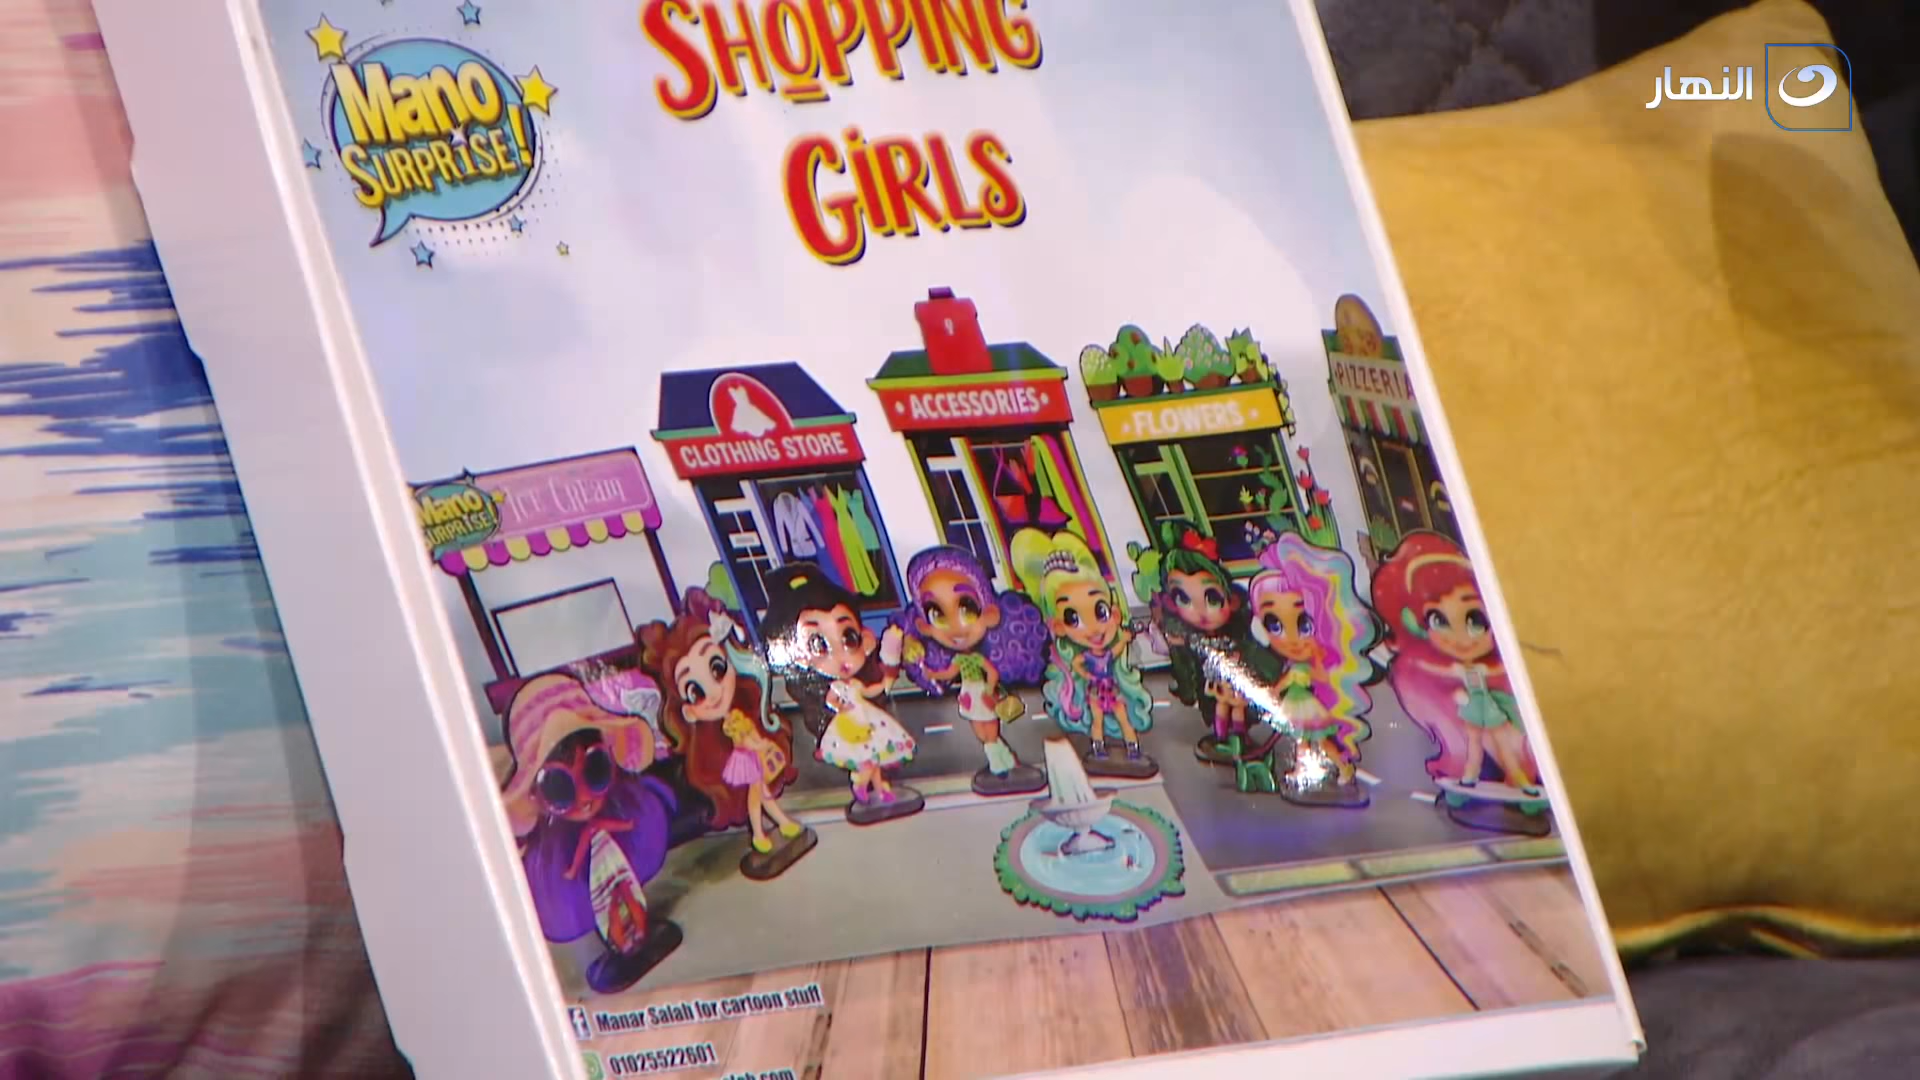 SHOPPING
GiRLS
Mano
SURPRiSE!
النهار
CLOTHING STORE
• ACCESSORIES •
• FLOWERS •
• PIZZERIA
Mano
SURPRiSE!
Ice Cream
Manar Salah for cartoon stuff
01025522601